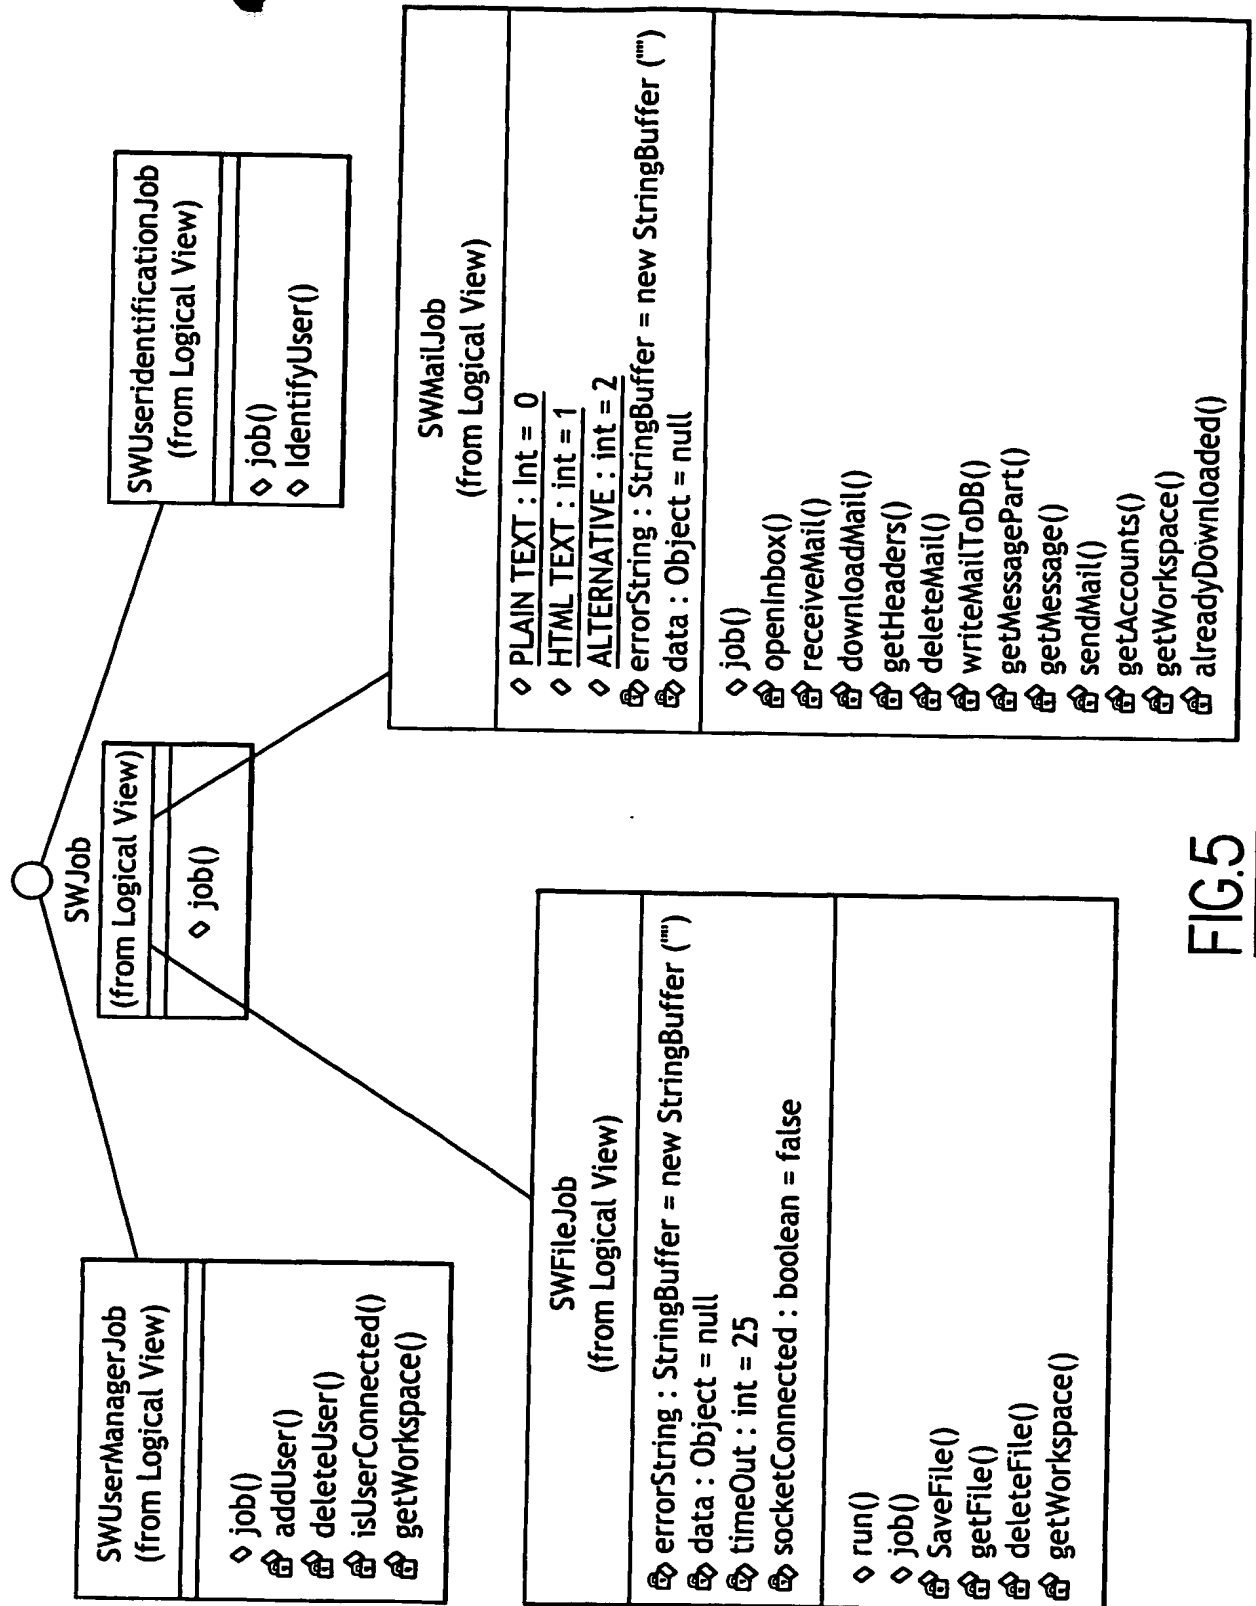 SWJob
(from Logical View)
job()
SWUserManagerJob
(from Logical View)
job()
addUser()
deleteUser()
isUserConnected()
getWorkspace()
SWUseridentificationJob
(from Logical View)
job()
IdentifyUser()
SWFileJob
(from Logical View)
errorString : StringBuffer = new StringBuffer ("")
data : Object = null
timeOut : int = 25
socketConnected : boolean = false
run()
job()
SaveFile()
getFile()
deleteFile()
getWorkspace()
SWMailJob
(from Logical View)
PLAIN TEXT : Int = 0
HTML TEXT : int = 1
ALTERNATIVE : int = 2
errorString : StringBuffer = new StringBuffer ("")
data : Object = null
job()
openInbox()
receiveMail()
downloadMail()
getHeaders()
deleteMail()
writeMailToDB()
getMessagePart()
getMessage()
sendMail()
getAccounts()
getWorkspace()
alreadyDownloaded()
FIG.5